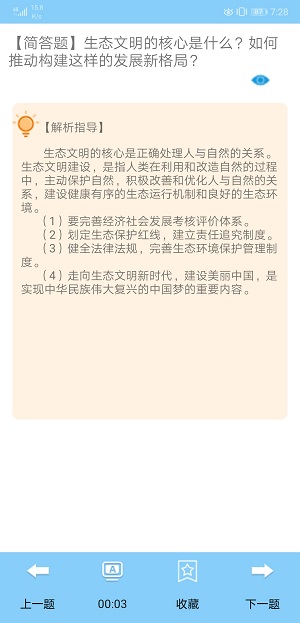 15.8
K/s
7:28
【简答题】生态文明的核心是什么？如何
推动构建这样的发展新格局？
【解析指导】
生态文明的核心是正确处理人与自然的关系。
生态文明建设，是指人类在利用和改造自然的过程
中，主动保护自然，积极改善和优化人与自然的关
系，建设健康有序的生态运行机制和良好的生态环
境。
（1）要完善经济社会发展考核评价体系。
（2）划定生态保护红线，建立责任追究制度。
（3）健全法律法规，完善生态环境保护管理制
度。
（4）走向生态文明新时代，建设美丽中国，是
实现中华民族伟大复兴的中国梦的重要内容。
上一题
00:03
收藏
下一题